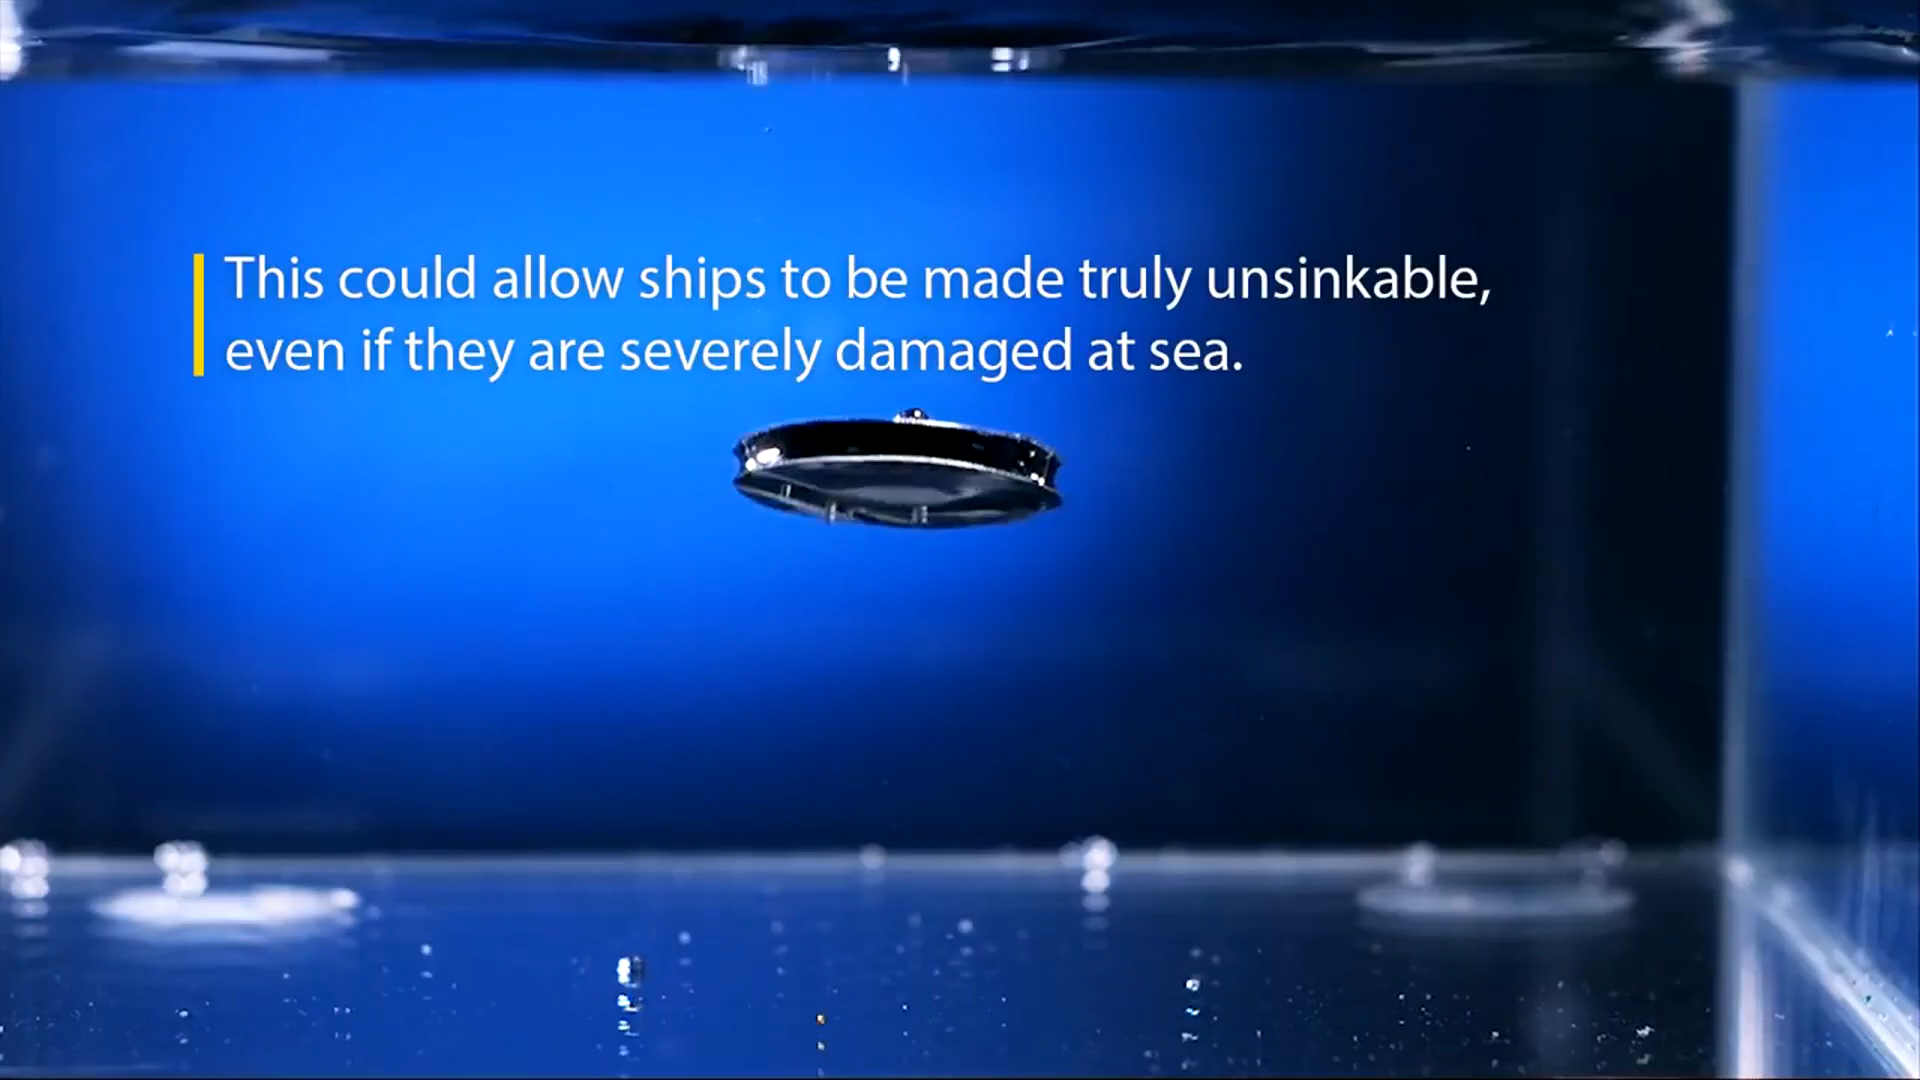 This could allow ships to be made truly unsinkable,
even if they are severely damaged at sea.